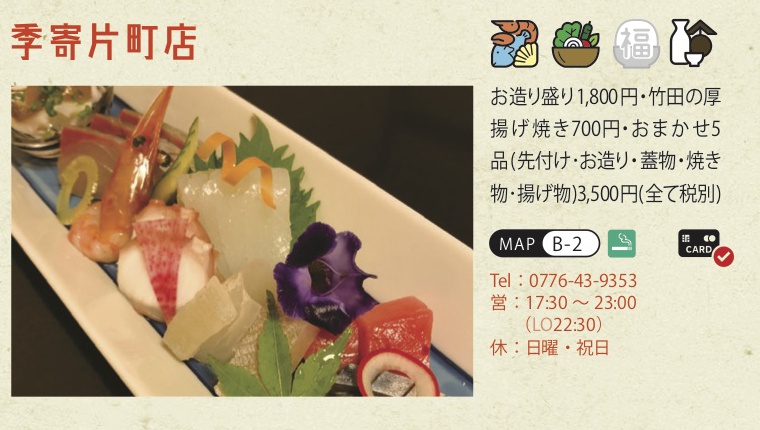 季寄片町店
福
お造り盛り1,800円・竹田の厚
揚げ焼き700円・おまかせ5
品(先付け・お造り・蓋物・焼き
物・揚げ物)3,500円(全て税別)
MAP B-2
CARD
Tel：0776-43-9353
営：17:30 ～ 23:00
（LO22:30）
休：日曜・祝日